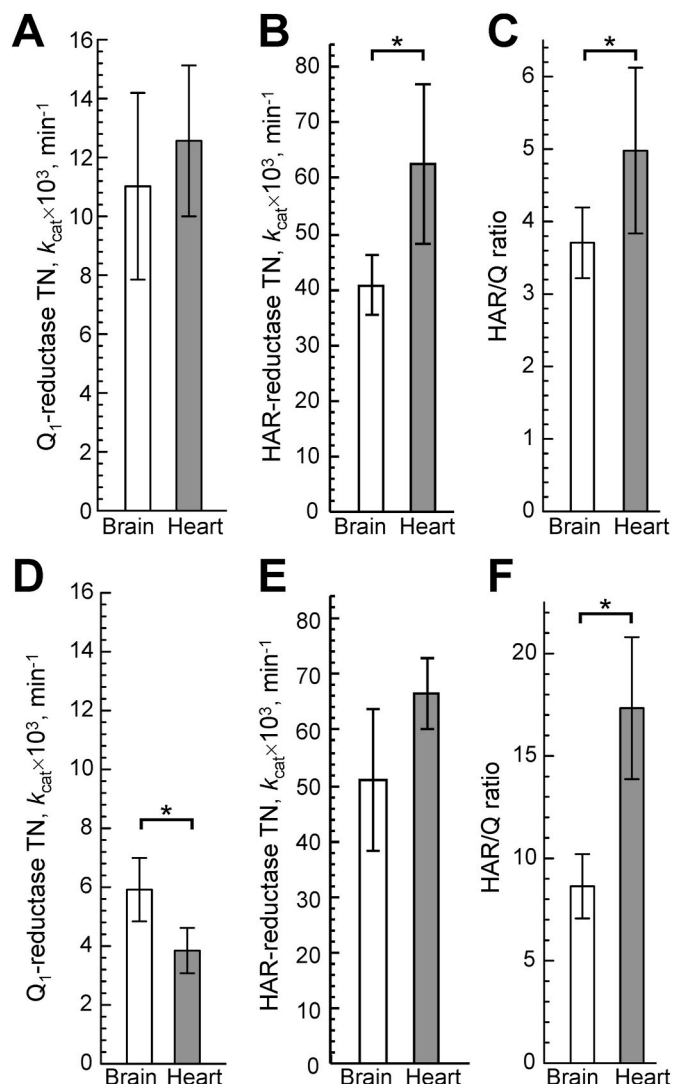 A
Q₁-reductase TN, kcat×10³, min⁻¹
16
14
12
10
8
6
4
2
0
Brain Heart
B
HAR-reductase TN, kcat×10³, min⁻¹
80
70
60
50
40
30
20
10
0
*
Brain Heart
C
HAR/Q ratio
6
5
4
3
2
1
0
*
Brain Heart
D
Q₁-reductase TN, kcat×10³, min⁻¹
16
14
12
10
8
6
4
2
0
*
Brain Heart
E
HAR-reductase TN, kcat×10³, min⁻¹
80
70
60
50
40
30
20
10
0
Brain Heart
F
HAR/Q ratio
20
15
10
5
0
*
Brain Heart